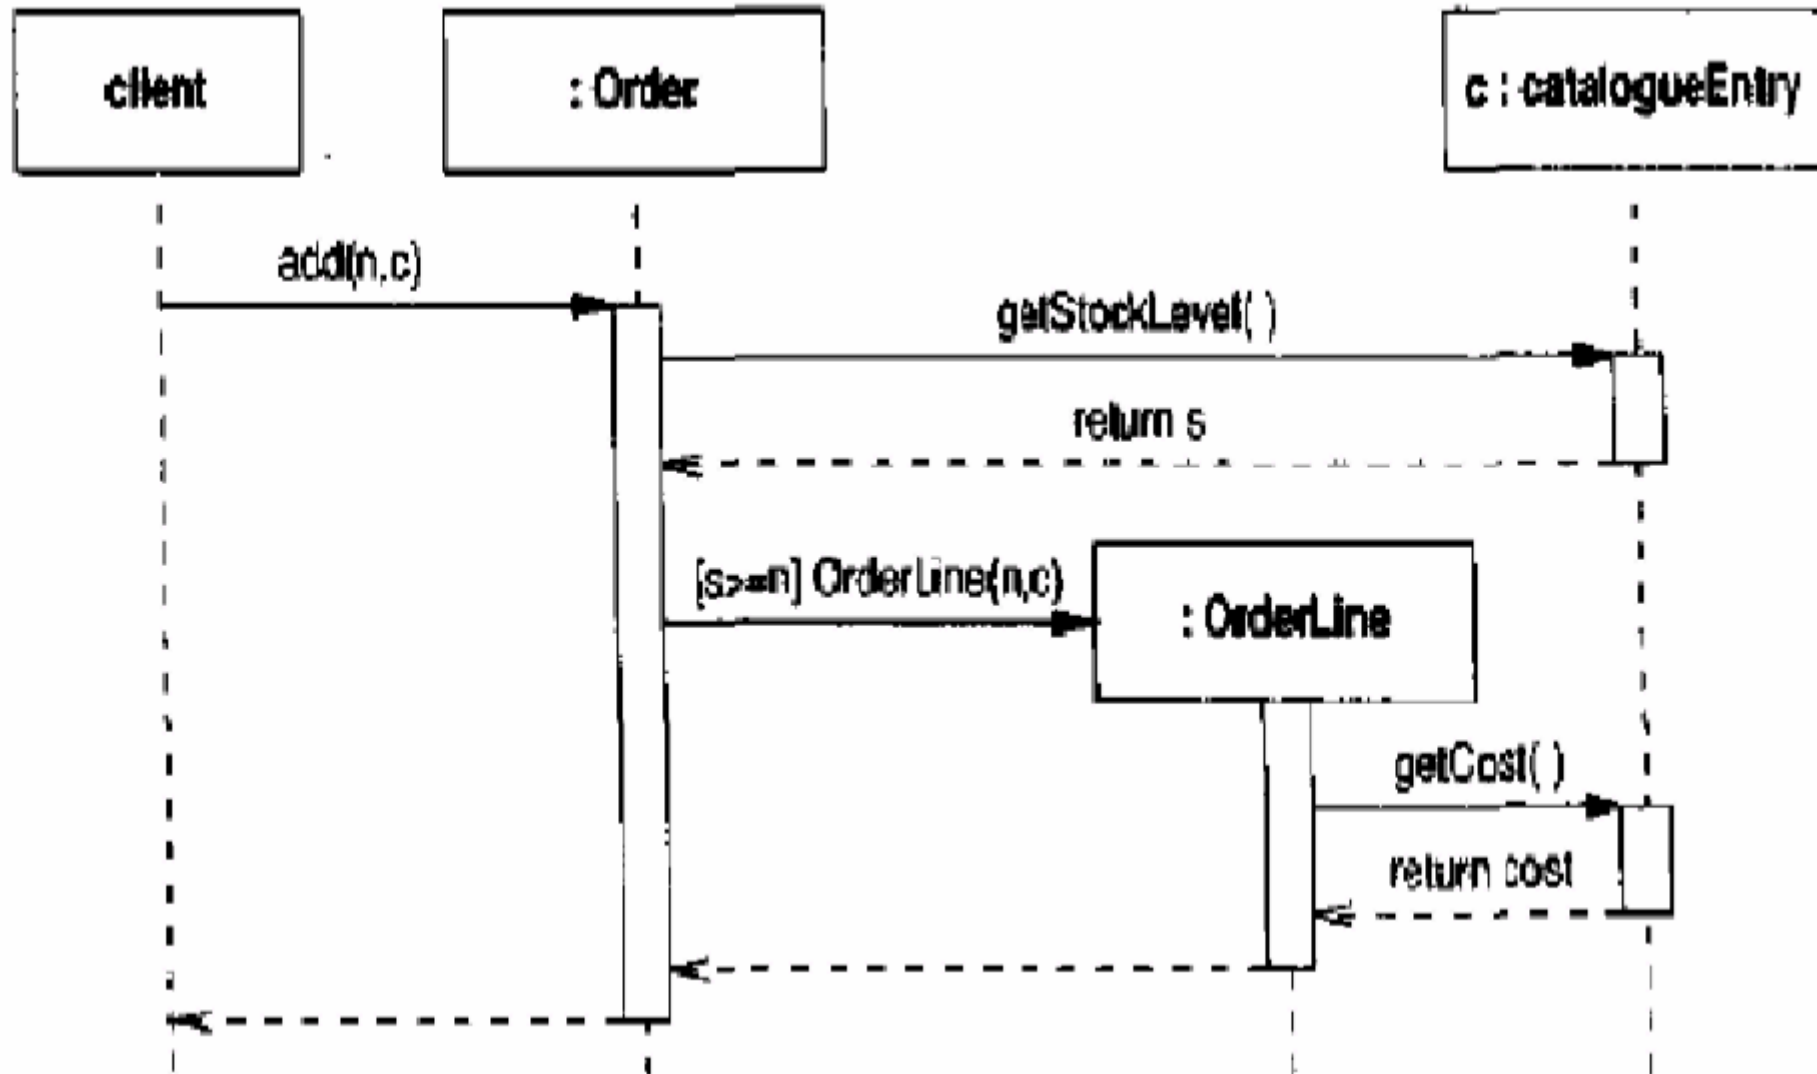 client
: Order
c : catalogueEntry
add(n,c)
getStockLevel( )
return s
[s>=n] OrderLine(n,c)
: OrderLine
getCost( )
return cost